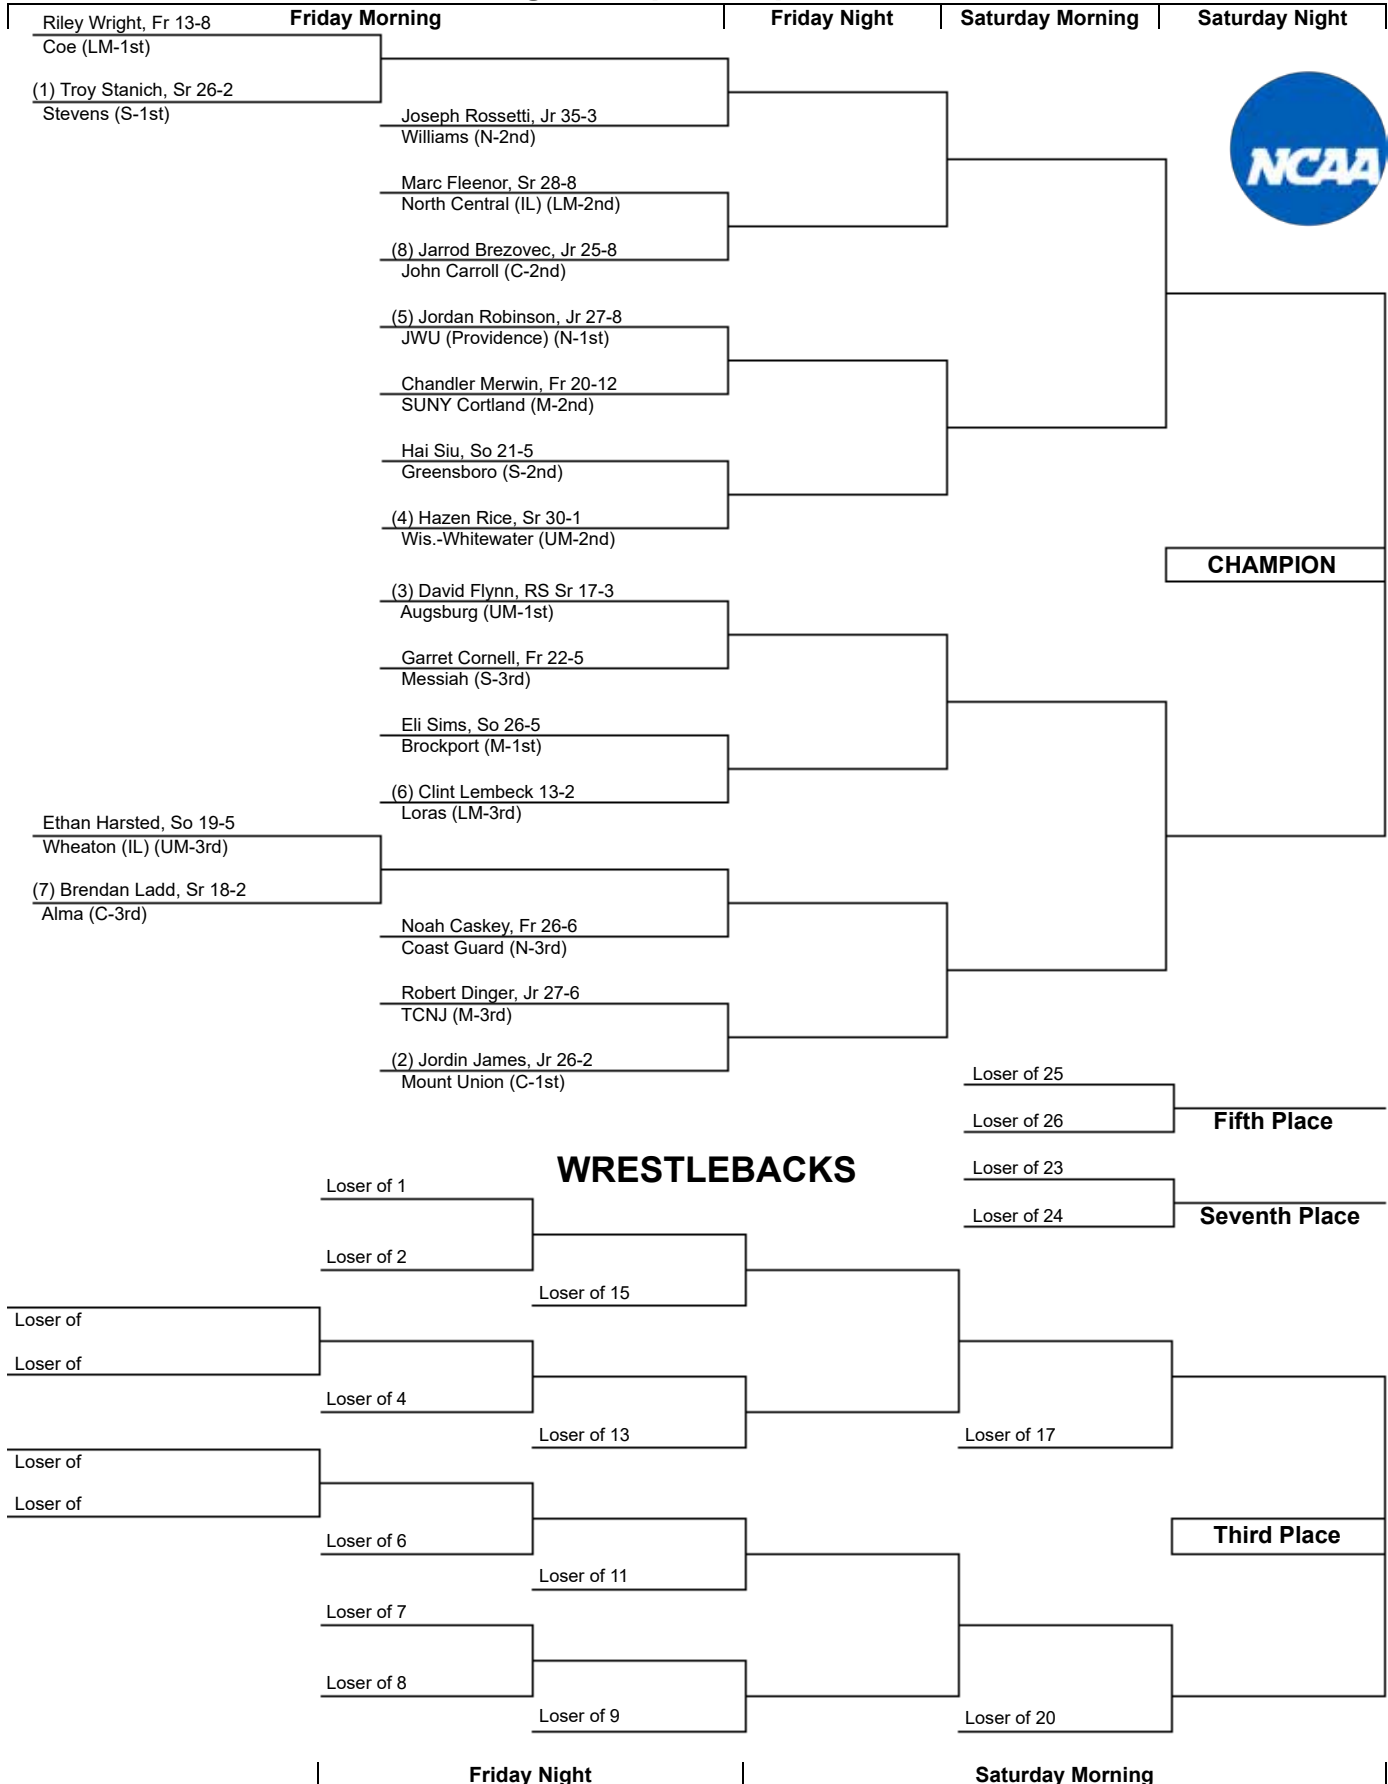 Friday Morning
Friday Night
Saturday Morning
Saturday Night
Riley Wright, Fr 13-8
Coe (LM-1st)
(1) Troy Stanich, Sr 26-2
Stevens (S-1st)
NCAA
Joseph Rossetti, Jr 35-3
Williams (N-2nd)
Marc Fleenor, Sr 28-8
North Central (IL) (LM-2nd)
(8) Jarrod Brezovec, Jr 25-8
John Carroll (C-2nd)
(5) Jordan Robinson, Jr 27-8
JWU (Providence) (N-1st)
Chandler Merwin, Fr 20-12
SUNY Cortland (M-2nd)
Hai Siu, So 21-5
Greensboro (S-2nd)
(4) Hazen Rice, Sr 30-1
Wis.-Whitewater (UM-2nd)
CHAMPION
(3) David Flynn, RS Sr 17-3
Augsburg (UM-1st)
Garret Cornell, Fr 22-5
Messiah (S-3rd)
Eli Sims, So 26-5
Brockport (M-1st)
(6) Clint Lembeck 13-2
Loras (LM-3rd)
Ethan Harsted, So 19-5
Wheaton (IL) (UM-3rd)
(7) Brendan Ladd, Sr 18-2
Alma (C-3rd)
Noah Caskey, Fr 26-6
Coast Guard (N-3rd)
Robert Dinger, Jr 27-6
TCNJ (M-3rd)
(2) Jordin James, Jr 26-2
Mount Union (C-1st)
Loser of 25
Loser of 26
Fifth Place
WRESTLEBACKS
Loser of 23
Loser of 24
Seventh Place
Loser of 1
Loser of 2
Loser of 15
Loser of
Loser of
Loser of 4
Loser of 13
Loser of 17
Loser of
Loser of
Loser of 6
Loser of 11
Third Place
Loser of 7
Loser of 8
Loser of 9
Loser of 20
Friday Night
Saturday Morning